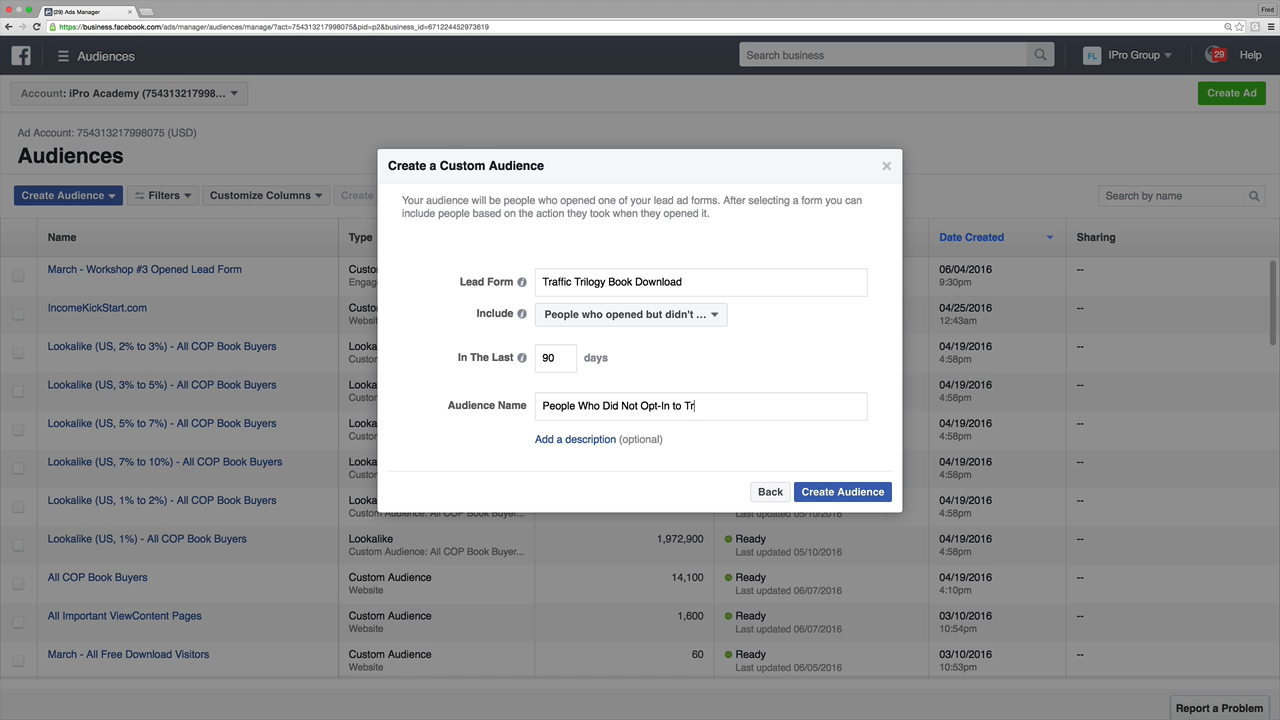 (29) Ads Manager
Fred
https://business.facebook.com/ads/manager/audiences/manage/?act=754313217998075&pid=p2&business_id=671224452973619
Audiences
Search business
FL
IPro Group
29
Help
Account: iPro Academy (754313217998...
Create Ad
Ad Account: 754313217998075 (USD)
Audiences
Create Audience
Filters
Customize Columns
Create
Search by name
Name
Type
Date Created
Sharing
March - Workshop #3 Opened Lead Form
Custo
Engag
06/04/2016
9:30pm
--
IncomeKickStart.com
Custo
Websi
04/25/2016
12:43am
--
Lookalike (US, 2% to 3%) - All COP Book Buyers
Looka
Custo
04/19/2016
4:58pm
--
Lookalike (US, 3% to 5%) - All COP Book Buyers
Looka
Custo
04/19/2016
4:58pm
--
Lookalike (US, 5% to 7%) - All COP Book Buyers
Looka
Custo
04/19/2016
4:58pm
--
Lookalike (US, 7% to 10%) - All COP Book Buyers
Looka
Custo
04/19/2016
4:58pm
--
Lookalike (US, 1% to 2%) - All COP Book Buyers
Looka
Custom Audience: All COP Book Buyer...
Last updated 05/10/2016
04/19/2016
4:58pm
--
Lookalike (US, 1%) - All COP Book Buyers
Lookalike
Custom Audience: All COP Book Buyer...
1,972,900
Ready
Last updated 05/10/2016
04/19/2016
4:58pm
--
All COP Book Buyers
Custom Audience
Website
14,100
Ready
Last updated 06/07/2016
04/19/2016
4:10pm
--
All Important ViewContent Pages
Custom Audience
Website
1,600
Ready
Last updated 06/07/2016
03/10/2016
10:54pm
--
March - All Free Download Visitors
Custom Audience
Website
60
Ready
Last updated 06/05/2016
03/10/2016
10:53pm
--
Create a Custom Audience
Your audience will be people who opened one of your lead ad forms. After selecting a form you can
include people based on the action they took when they opened it.
Lead Form
Traffic Trilogy Book Download
Include
People who opened but didn't ...
In The Last
90
days
Audience Name
People Who Did Not Opt-In to Tr
Add a description (optional)
Back
Create Audience
Report a Problem